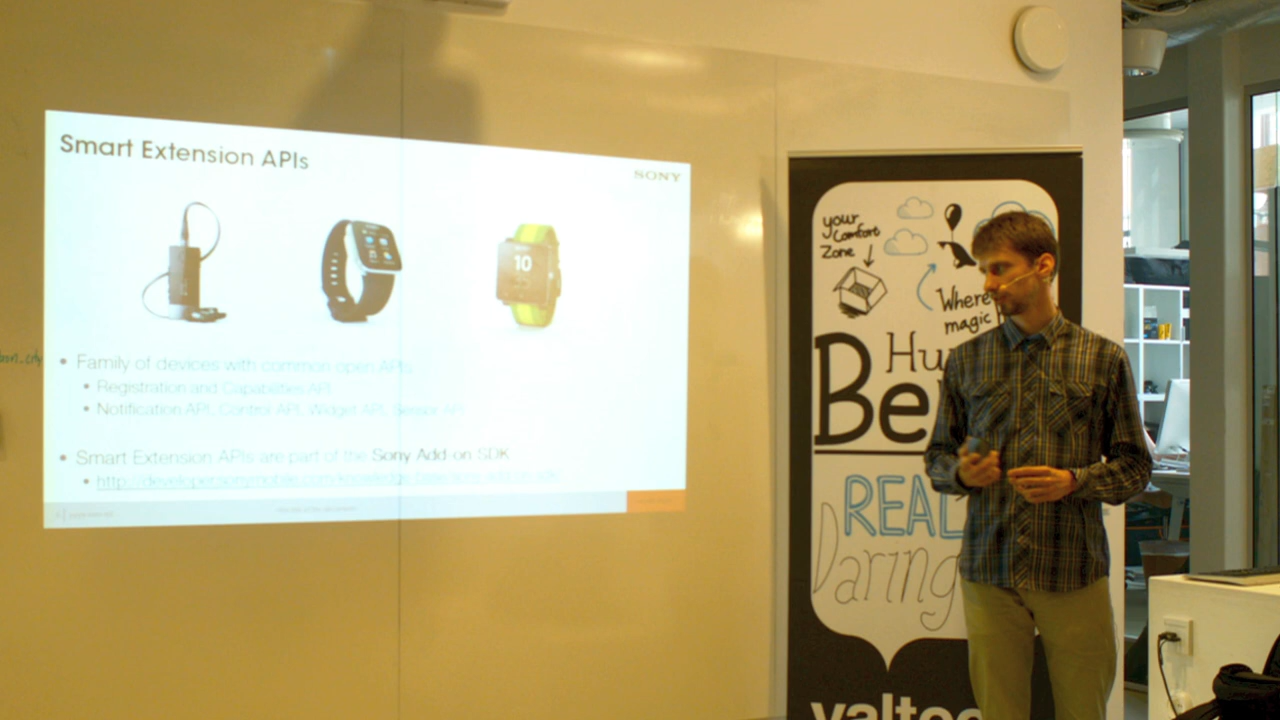 Smart Extension APIs
SONY
10
• Family of devices with common open APIs
• Registration and Capabilities API
• Notification API, Control API, Widget API, Sensor API
• Smart Extension APIs are part of the Sony Add-on SDK
your
Comfort
Zone
Where
magic
Hu
Be
REAL
Daring
valtec